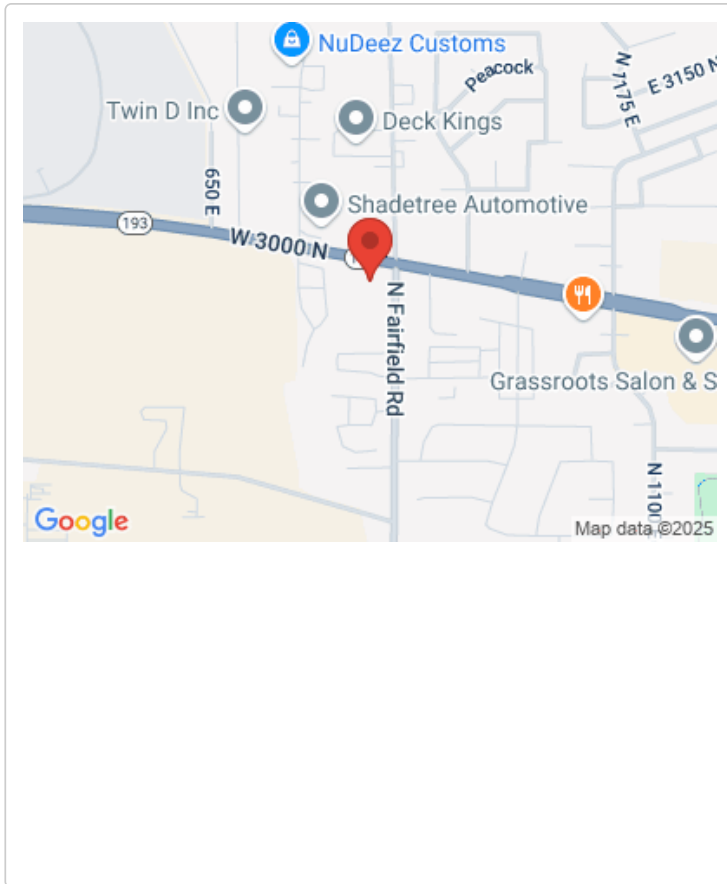 NuDeez Customs
Peacock
N 1175 E
E 3150 N
Twin D Inc
Deck Kings
650 E
Shadetree Automotive
193
W 3000 N
N Fairfield Rd
Grassroots Salon & S
N 1100 E
Google
Map data ©2025